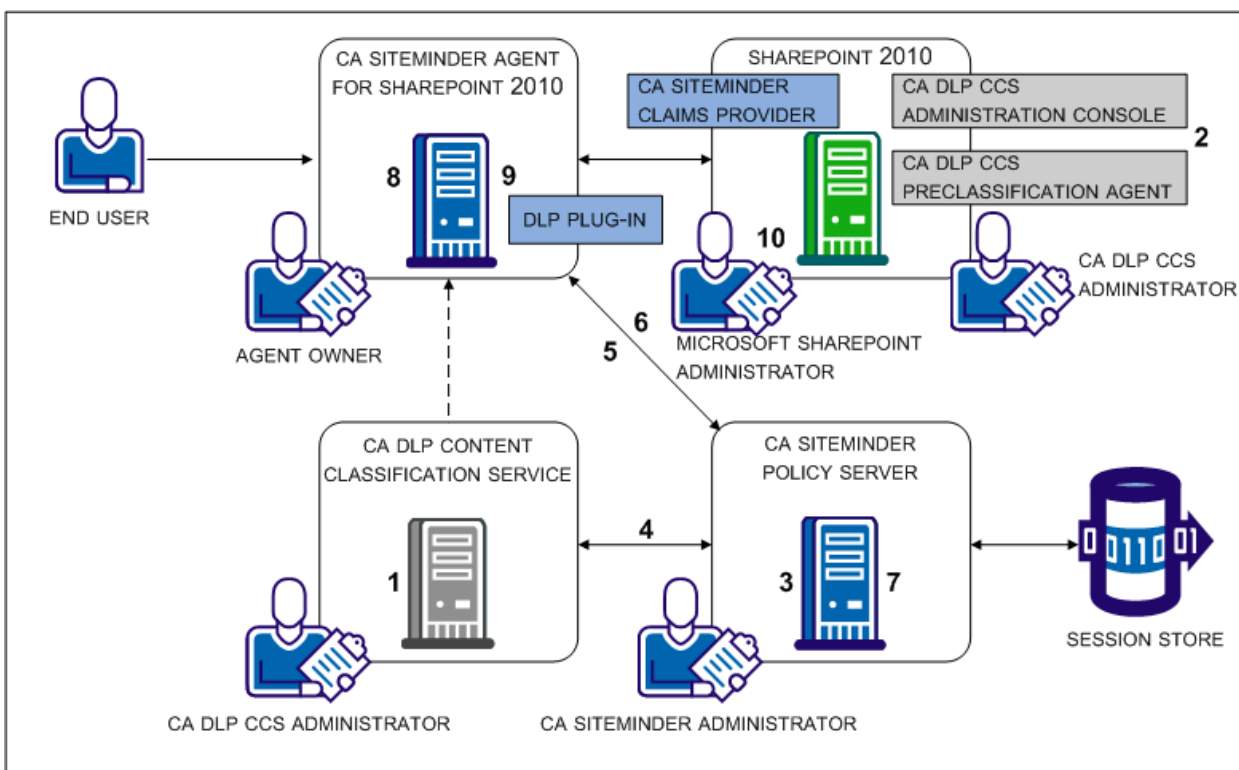 CA SITEMINDER AGENT
FOR SHAREPOINT 2010
8
9
DLP PLUG-IN
END USER
AGENT OWNER
SHAREPOINT 2010
CA SITEMINDER
CLAIMS PROVIDER
CA DLP CCS
ADMINISTRATION CONSOLE
2
CA DLP CCS
PRECLASSIFICATION AGENT
10
MICROSOFT SHAREPOINT
ADMINISTRATOR
CA DLP CCS
ADMINISTRATOR
6
5
CA DLP CONTENT
CLASSIFICATION SERVICE
1
CA DLP CCS ADMINISTRATOR
4
CA SITEMINDER
POLICY SERVER
3
7
CA SITEMINDER ADMINISTRATOR
0
0110
01
SESSION STORE